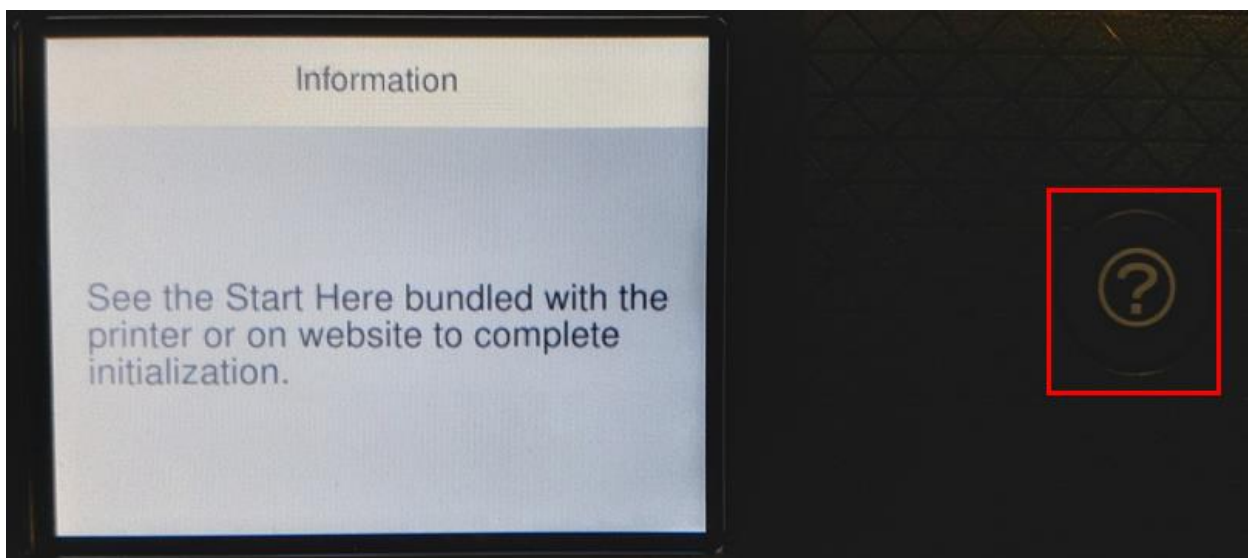 Information
See the Start Here bundled with the
printer or on website to complete
initialization.
?